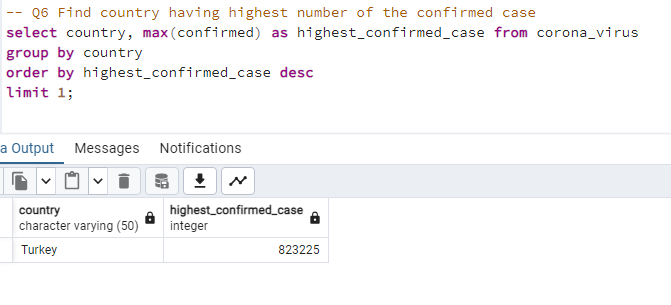 -- Q6 Find country having highest number of the confirmed case
select country, max(confirmed) as highest_confirmed_case from corona_virus
group by country
order by highest_confirmed_case desc
limit 1;
a Output Messages Notifications
country highest_confirmed_case
character varying (50) integer
Turkey 823225